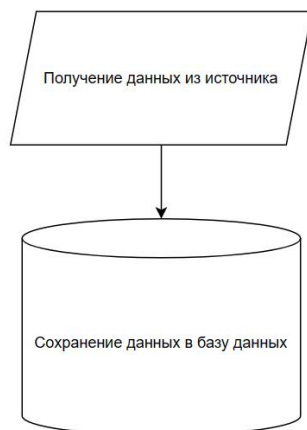 Получение данных из источника
Сохранение данных в базу данных